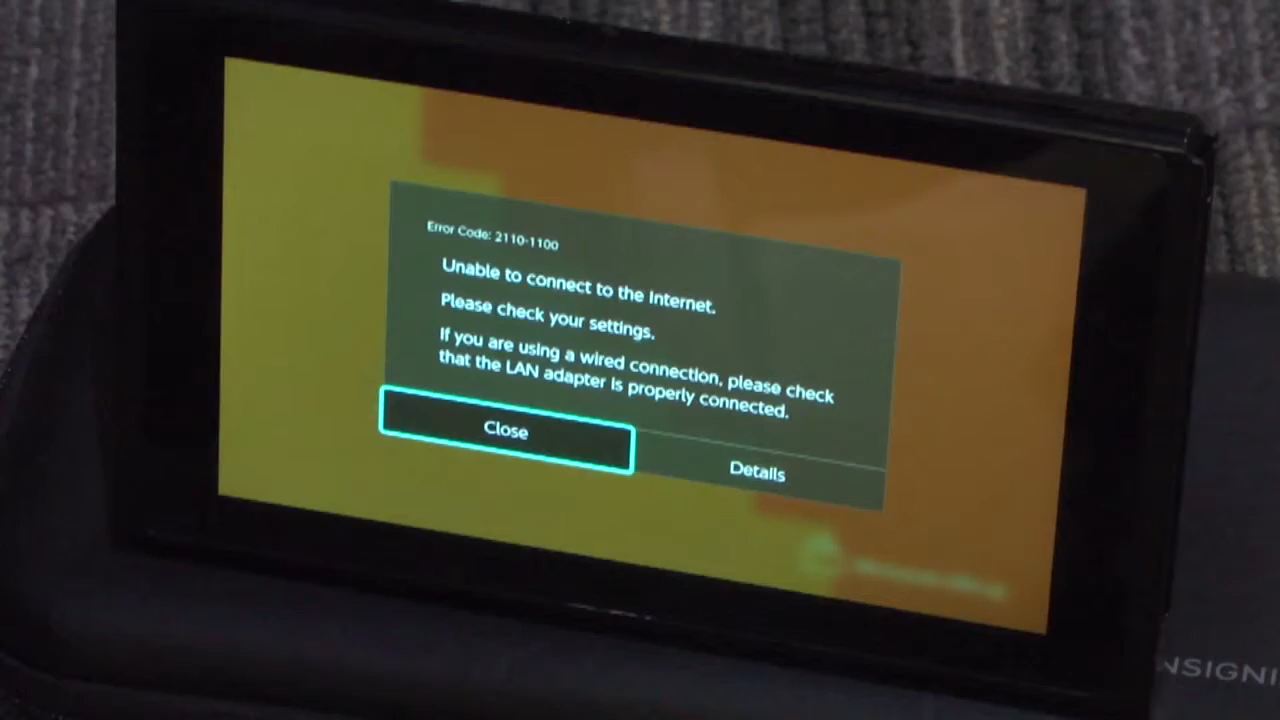 Error Code: 2110-1100
Unable to connect to the Internet.
Please check your settings.
If you are using a wired connection, please check
that the LAN adapter is properly connected.
Close
Details
NSIGNI